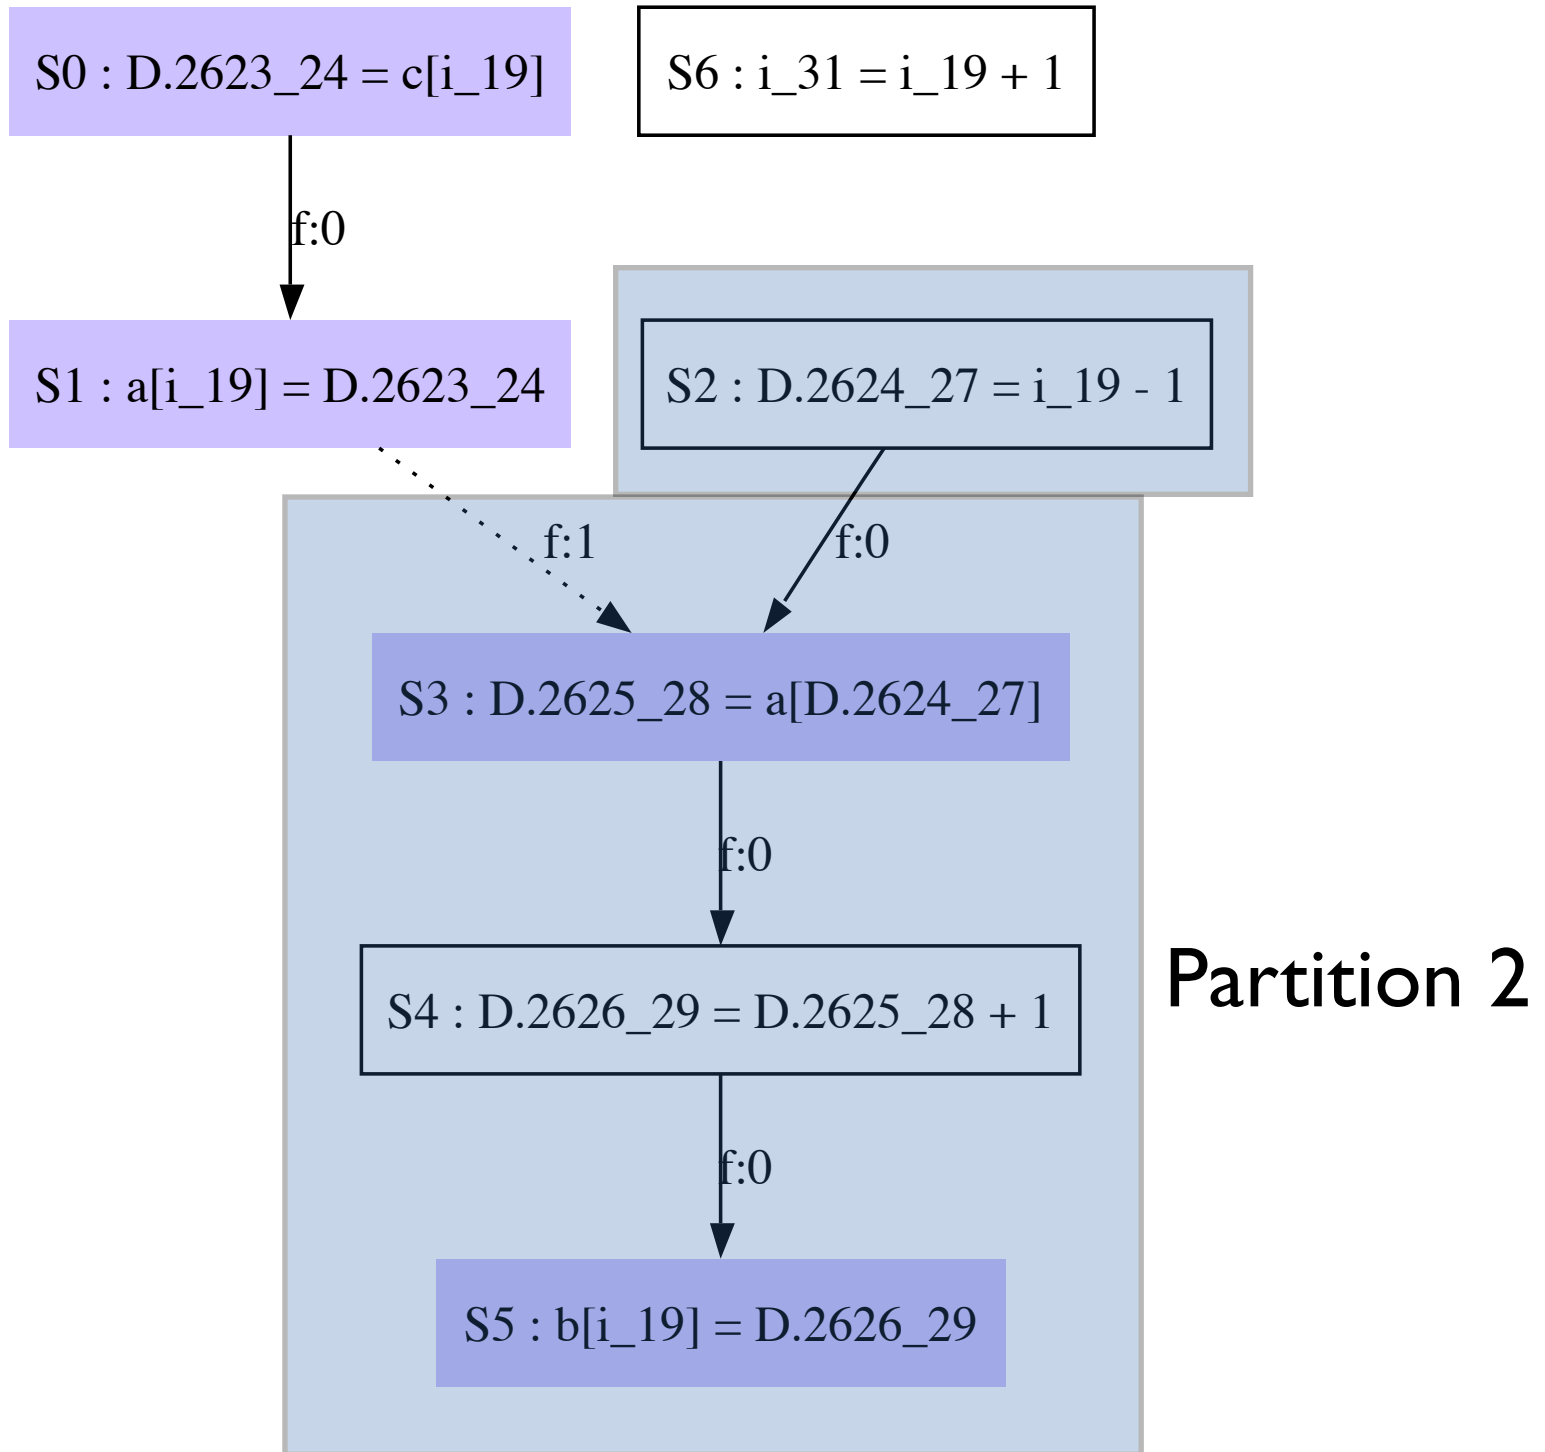 S0 : D.2623_24 = c[i_19]
S6 : i_31 = i_19 + 1
f:0
S1 : a[i_19] = D.2623_24
S2 : D.2624_27 = i_19 - 1
f:1
f:0
S3 : D.2625_28 = a[D.2624_27]
f:0
S4 : D.2626_29 = D.2625_28 + 1
Partition 2
f:0
S5 : b[i_19] = D.2626_29